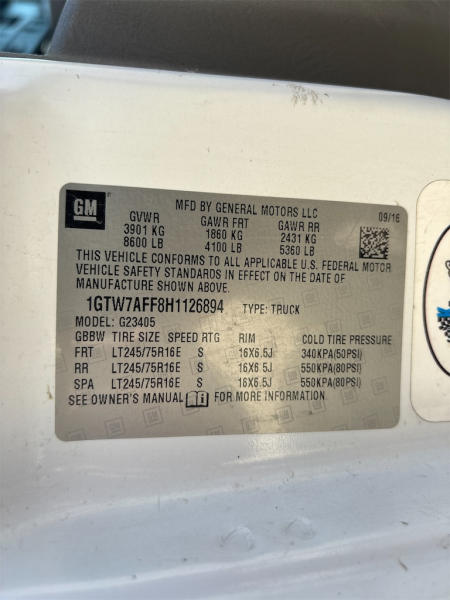 GM
MFD BY GENERAL MOTORS LLC
09/16
GVWR GAWR FRT GAWR RR
3901 KG 1860 KG 2431 KG
8600 LB 4100 LB 5360 LB
THIS VEHICLE CONFORMS TO ALL APPLICABLE U.S. FEDERAL MOTOR
VEHICLE SAFETY STANDARDS IN EFFECT ON THE DATE OF
MANUFACTURE SHOWN ABOVE.
1GTW7AFF8H1126894 TYPE: TRUCK
MODEL: G23405
GBBW TIRE SIZE SPEED RTG RIM COLD TIRE PRESSURE
FRT LT245/75R16E S 16X6.5J 340KPA(50PSI)
RR LT245/75R16E S 16X6.5J 550KPA(80PSI)
SPA LT245/75R16E S 16X6.5J 550KPA(80PSI)
SEE OWNER'S MANUAL FOR MORE INFORMATION